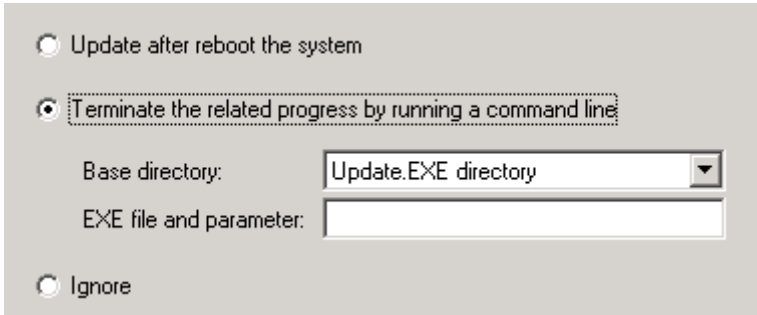 Update after reboot the system
Terminate the related progress by running a command line
Base directory: Update.EXE directory
EXE file and parameter:
Ignore